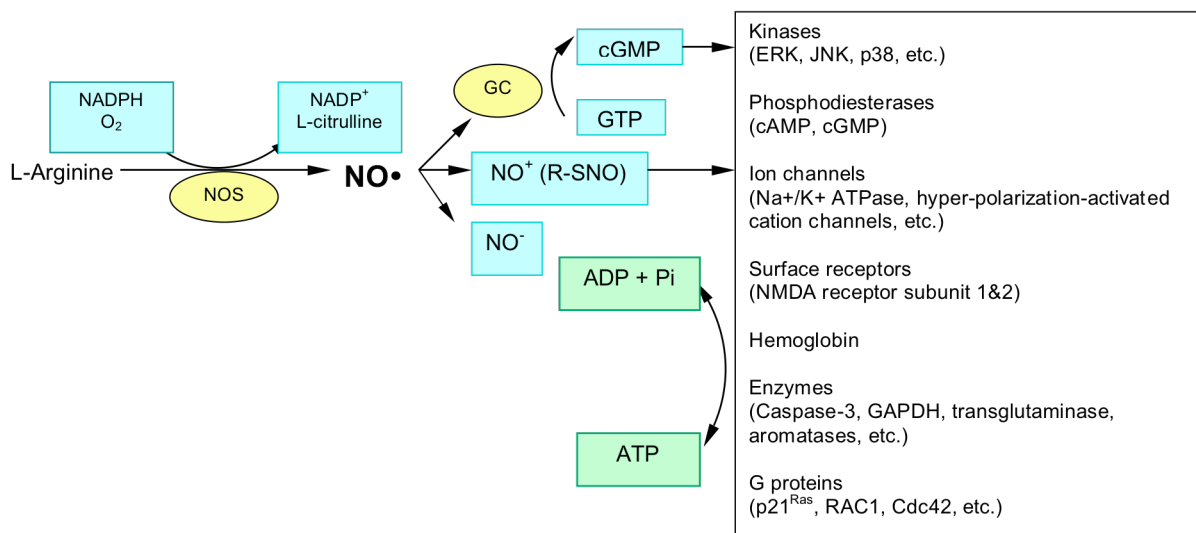 NADPH
O₂
NADP⁺
L-citrulline
L-Arginine
NOS
NO•
GC
cGMP
GTP
NO⁺ (R-SNO)
NO⁻
ADP + Pi
ATP
Kinases
(ERK, JNK, p38, etc.)
Phosphodiesterases
(cAMP, cGMP)
Ion channels
(Na+/K+ ATPase, hyper-polarization-activated
cation channels, etc.)
Surface receptors
(NMDA receptor subunit 1&2)
Hemoglobin
Enzymes
(Caspase-3, GAPDH, transglutaminase,
aromatases, etc.)
G proteins
(p21ᴿᵃˢ, RAC1, Cdc42, etc.)